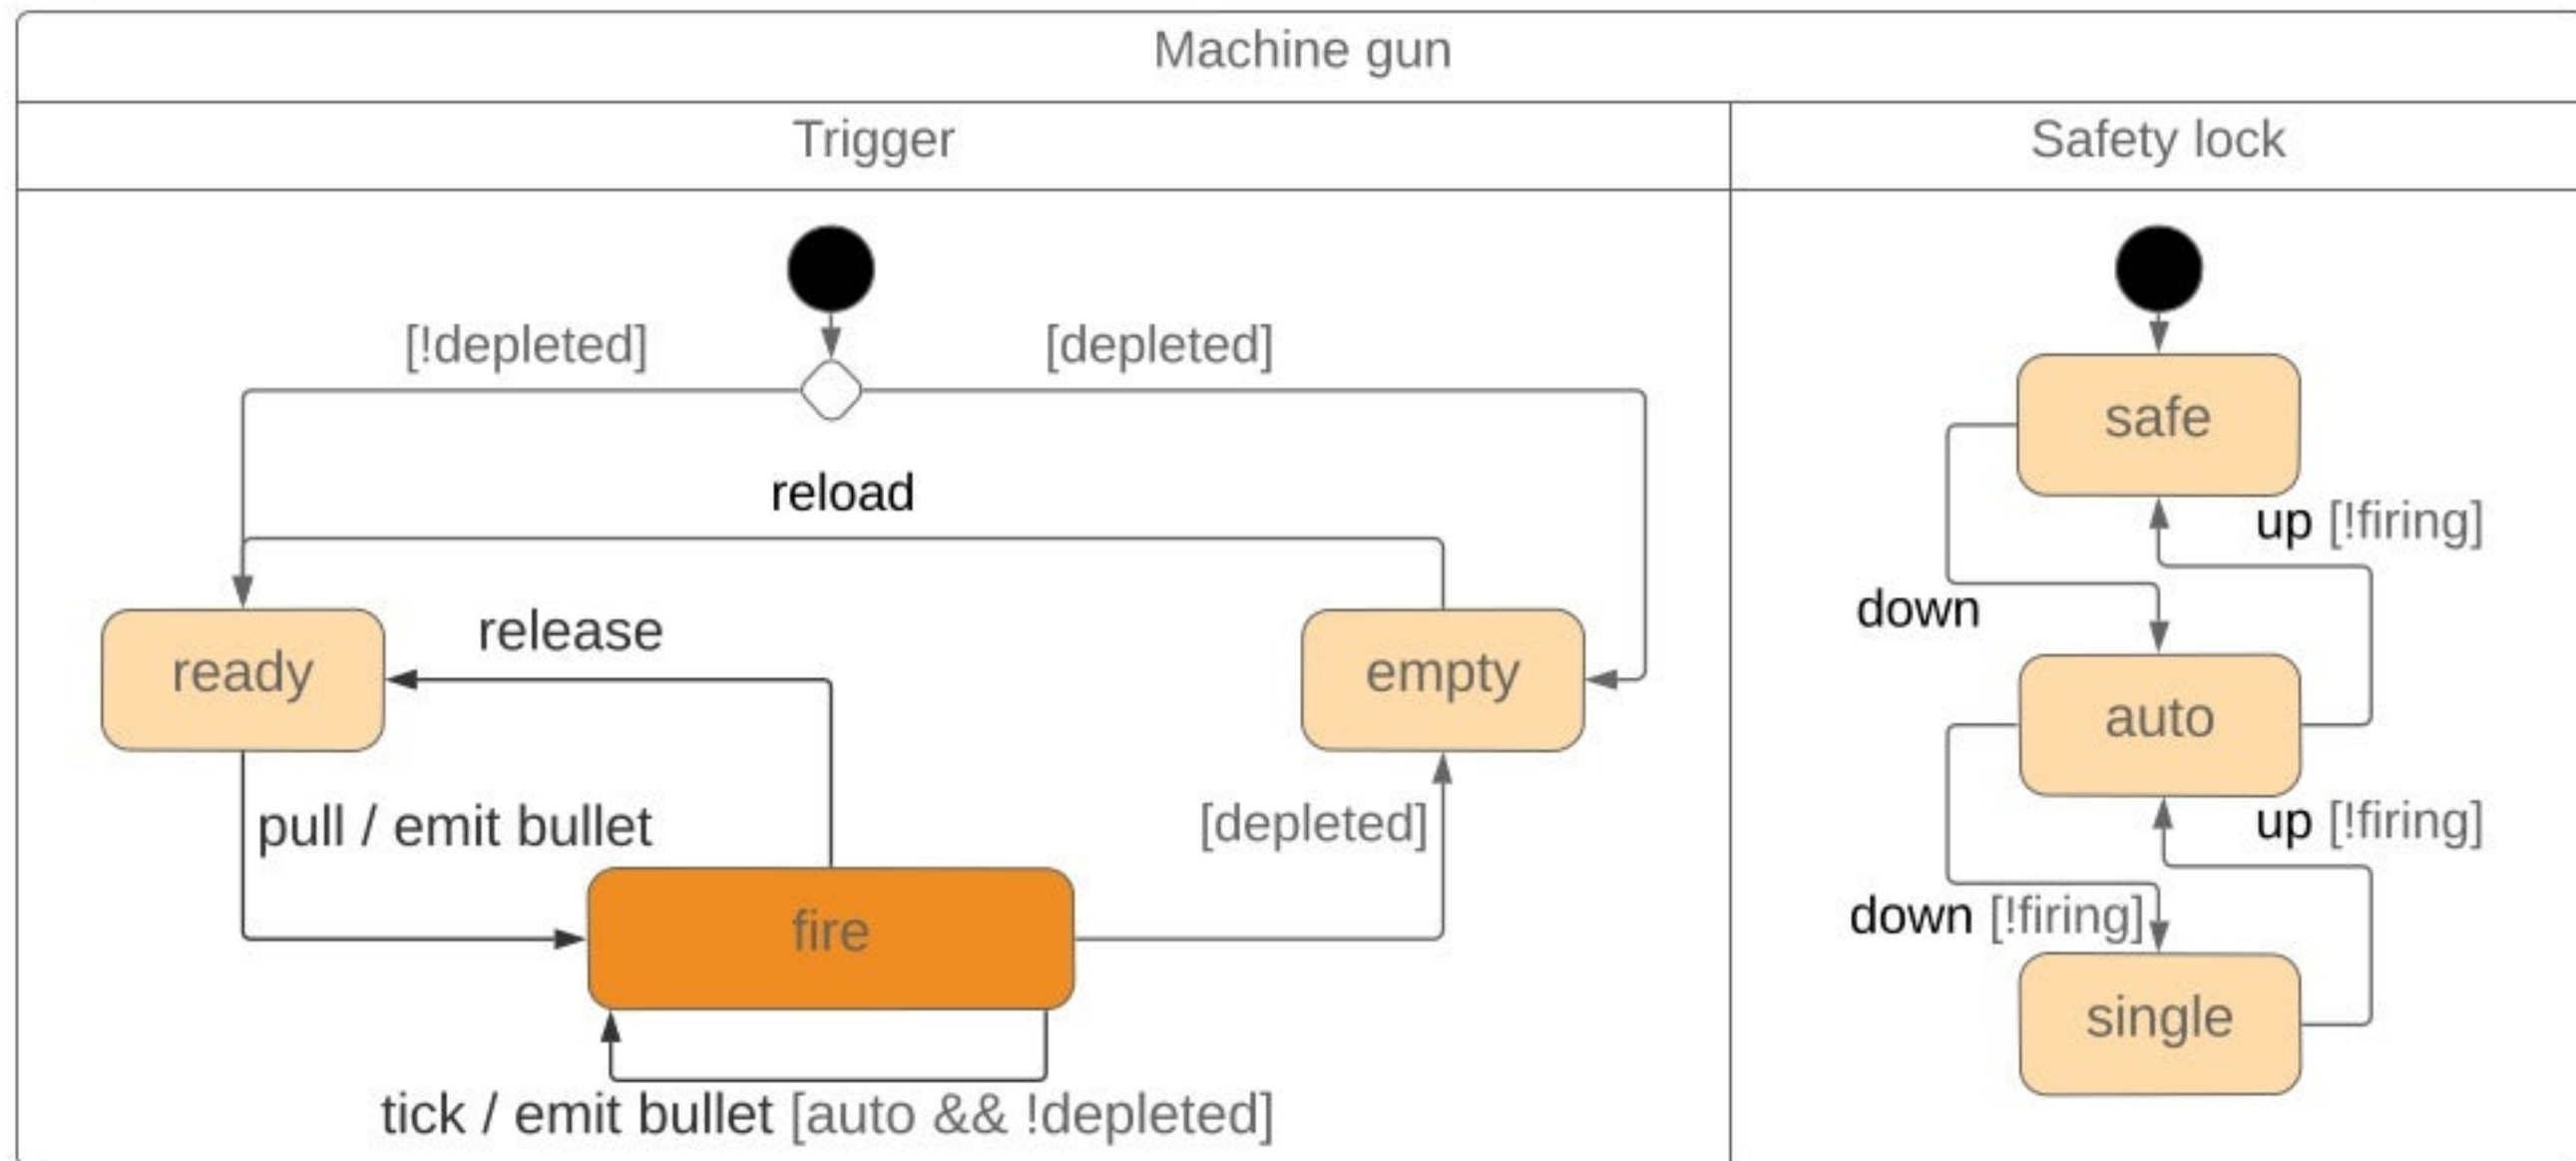 Machine gun
Trigger
Safety lock
[!depleted]
[depleted]
reload
ready
release
empty
pull / emit bullet
[depleted]
fire
tick / emit bullet [auto && !depleted]
safe
up [!firing]
down
auto
up [!firing]
down [!firing]
single